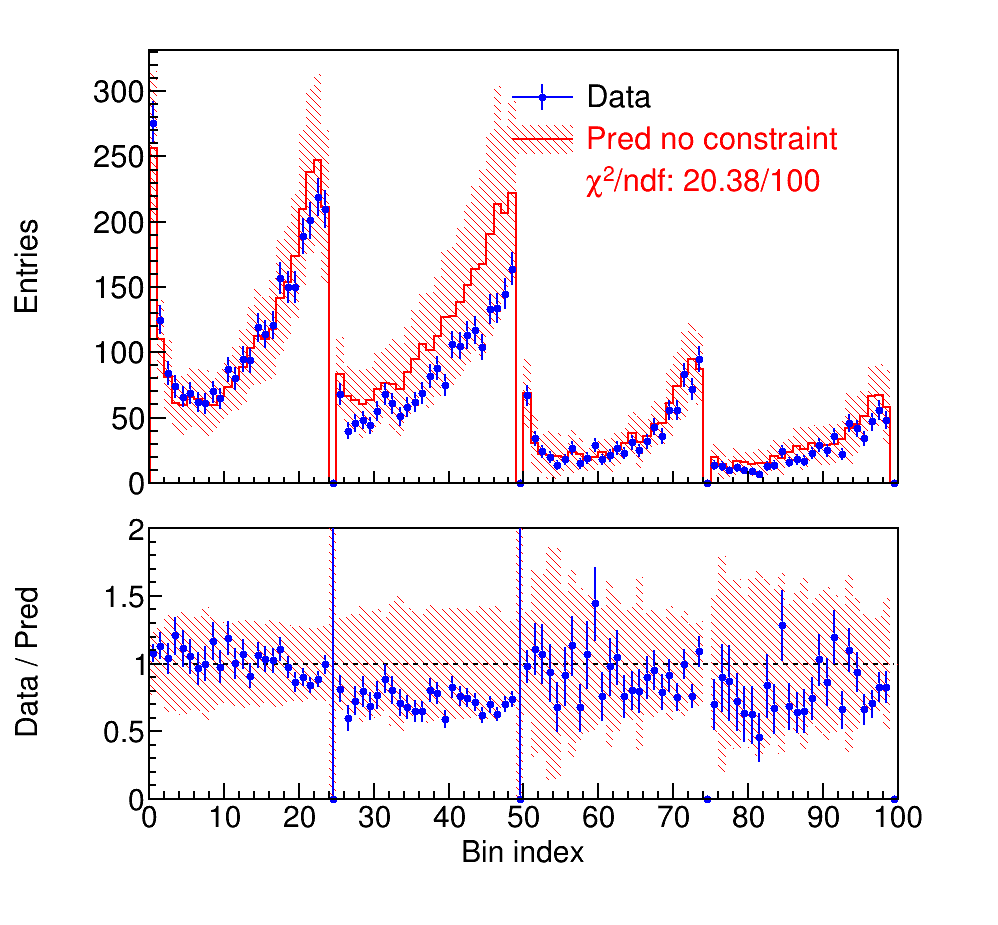 Entries
300
250
200
150
100
50
0
Data
Pred no constraint
χ²/ndf: 20.38/100
Data / Pred
2
1.5
1
0.5
0
0 10 20 30 40 50 60 70 80 90 100
Bin index